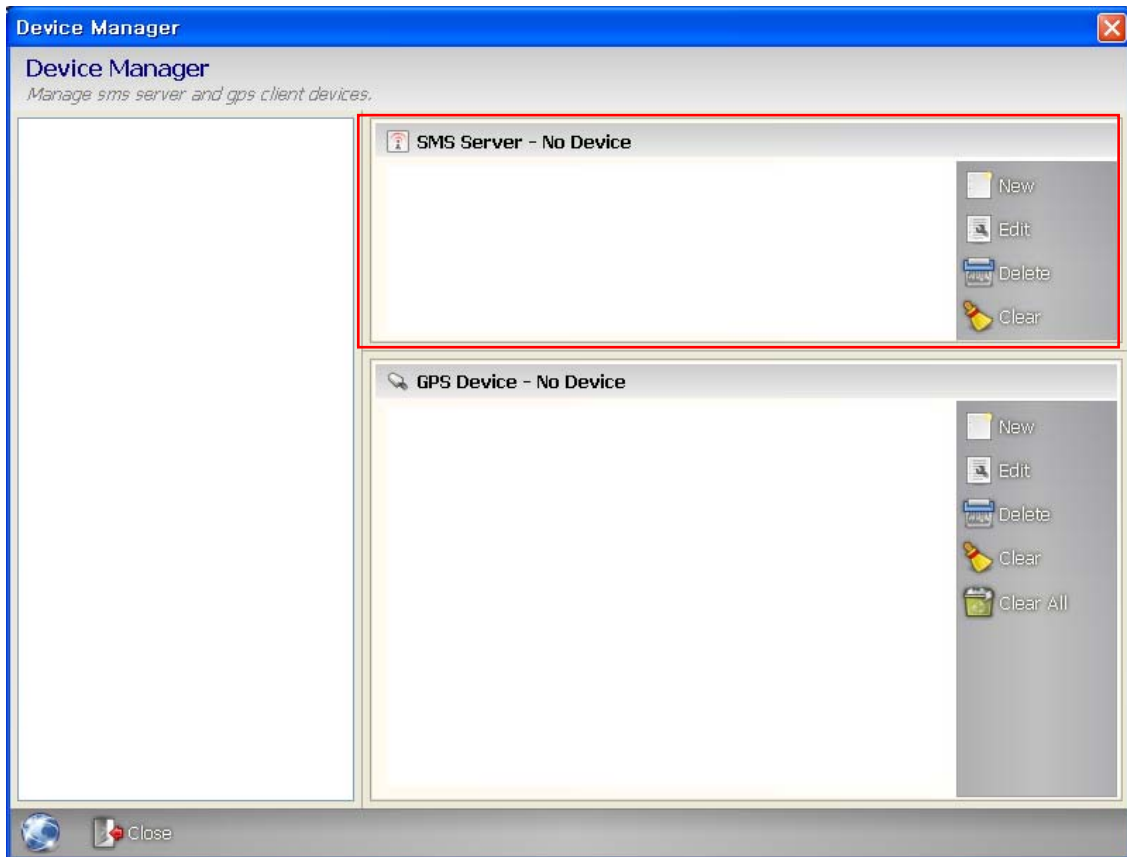 Device Manager
Device Manager
Manage sms server and gps client devices.
SMS Server - No Device
New
Edit
Delete
Clear
GPS Device - No Device
New
Edit
Delete
Clear
Clear All
Close